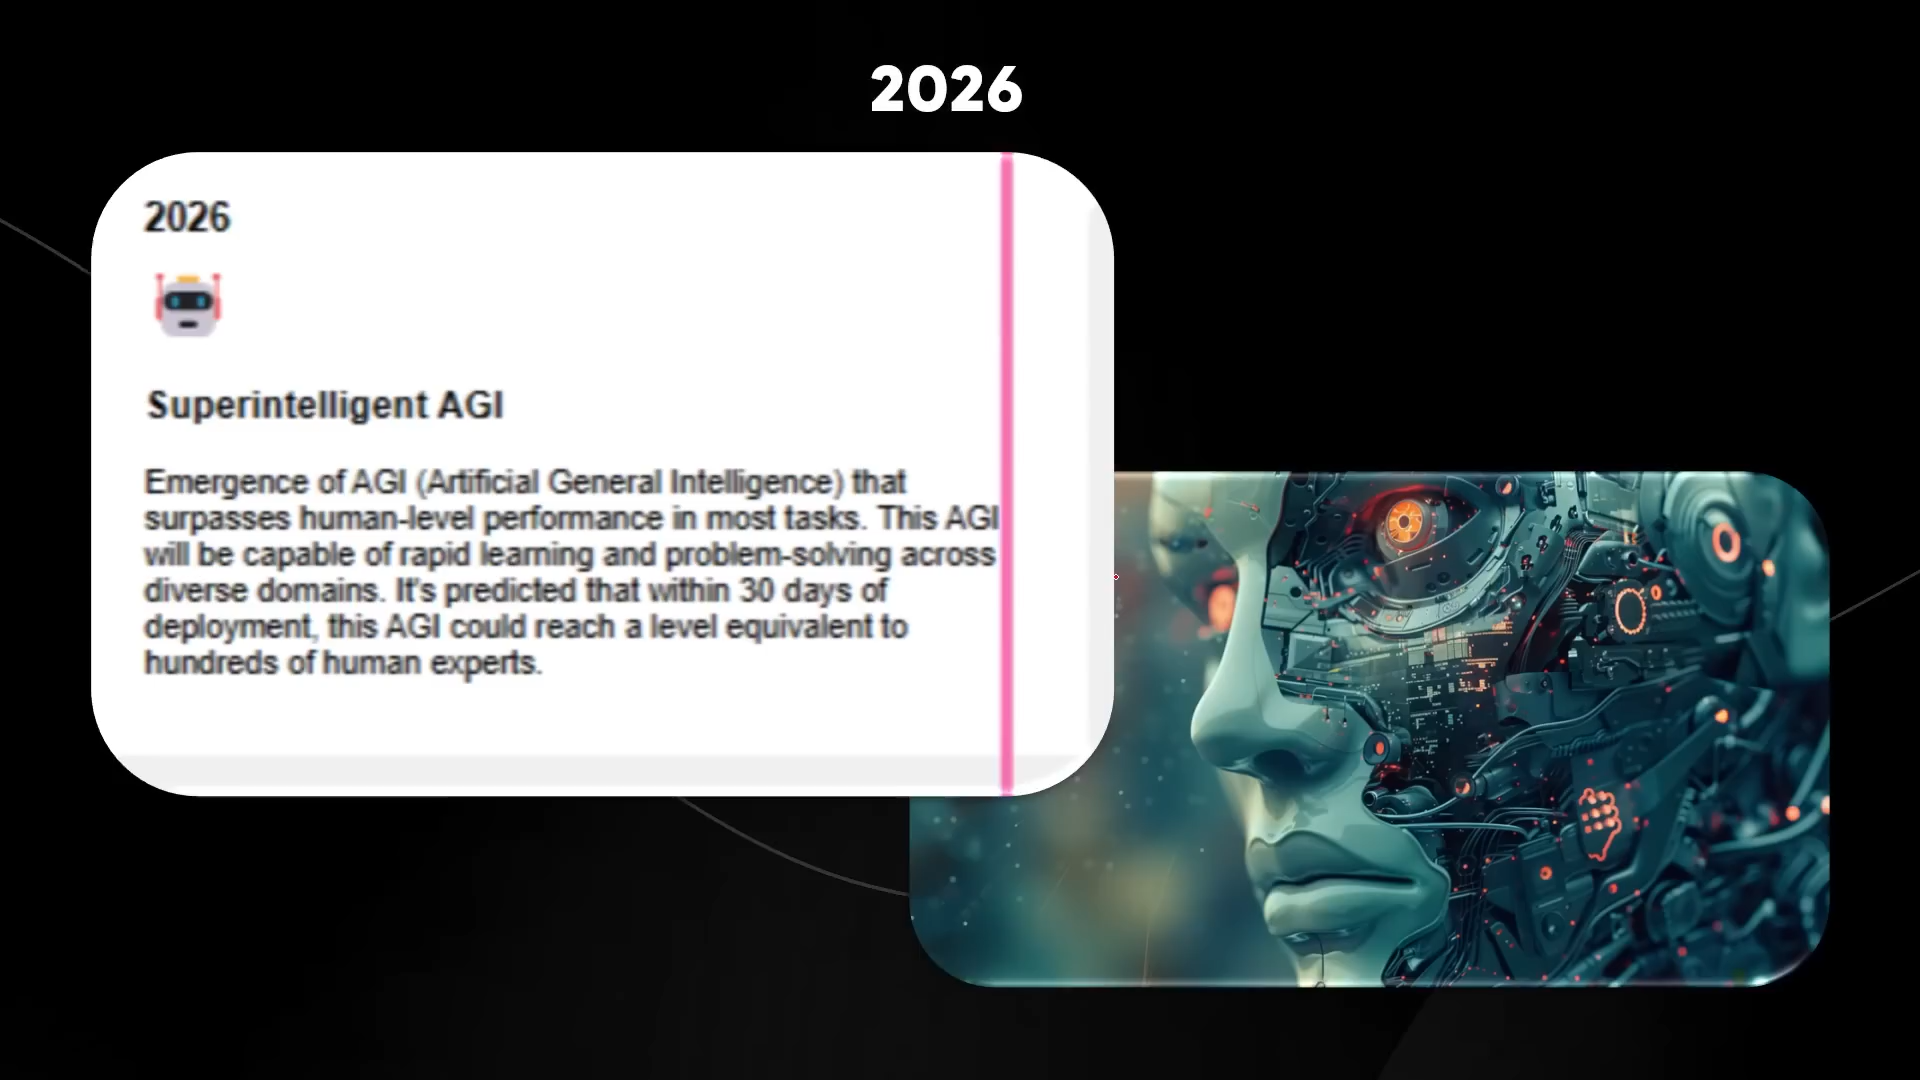 2026
2026
Superintelligent AGI
Emergence of AGI (Artificial General Intelligence) that
surpasses human-level performance in most tasks. This AGI
will be capable of rapid learning and problem-solving across
diverse domains. It's predicted that within 30 days of
deployment, this AGI could reach a level equivalent to
hundreds of human experts.